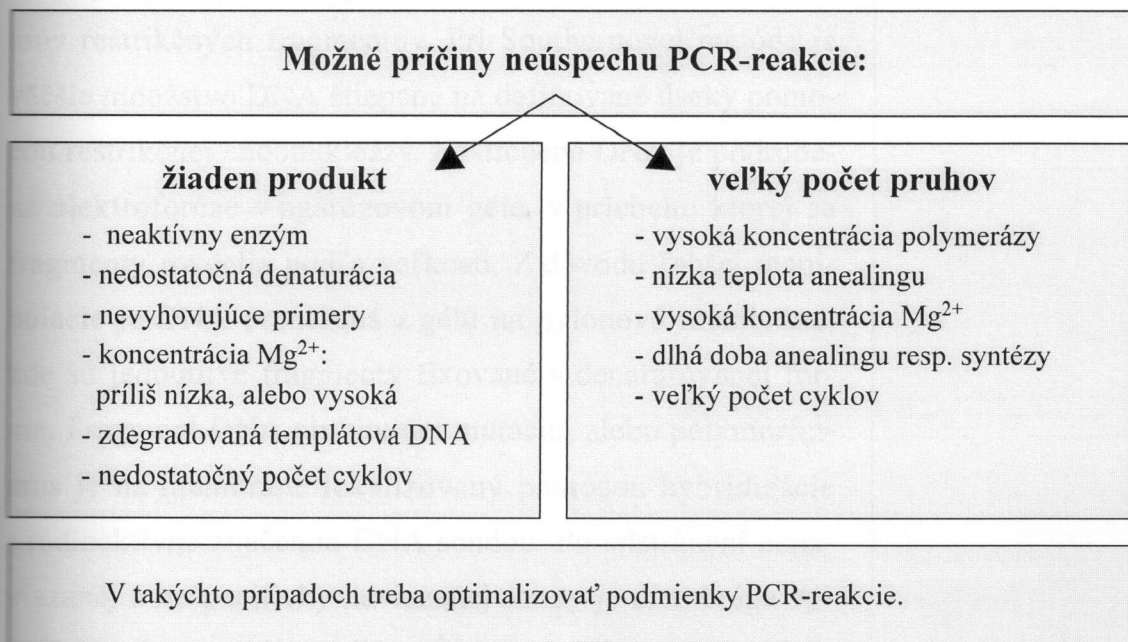 Možné príčiny neúspechu PCR-reakcie:
žiaden produkt
- neaktívny enzým
- nedostatočná denaturácia
- nevyhovujúce primery
- koncentrácia Mg²⁺:
príliš nízka, alebo vysoká
- zdegradovaná templátová DNA
- nedostatočný počet cyklov
veľký počet pruhov
- vysoká koncentrácia polymerázy
- nízka teplota anealingu
- vysoká koncentrácia Mg²⁺
- dlhá doba anealingu resp. syntézy
- veľký počet cyklov
V takýchto prípadoch treba optimalizovať podmienky PCR-reakcie.